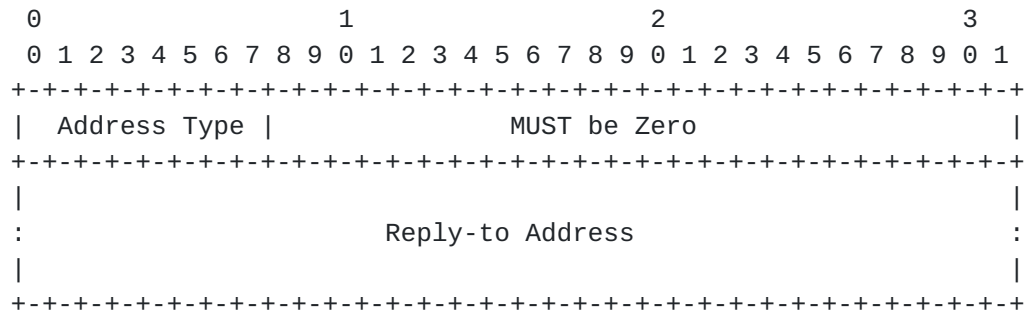 0                   1                   2                   3
 0 1 2 3 4 5 6 7 8 9 0 1 2 3 4 5 6 7 8 9 0 1 2 3 4 5 6 7 8 9 0 1
+-+-+-+-+-+-+-+-+-+-+-+-+-+-+-+-+-+-+-+-+-+-+-+-+-+-+-+-+-+-+-+-+
|  Address Type |               MUST be Zero                    |
+-+-+-+-+-+-+-+-+-+-+-+-+-+-+-+-+-+-+-+-+-+-+-+-+-+-+-+-+-+-+-+-+
|                                                               |
:                       Reply-to Address                        :
|                                                               |
+-+-+-+-+-+-+-+-+-+-+-+-+-+-+-+-+-+-+-+-+-+-+-+-+-+-+-+-+-+-+-+-+